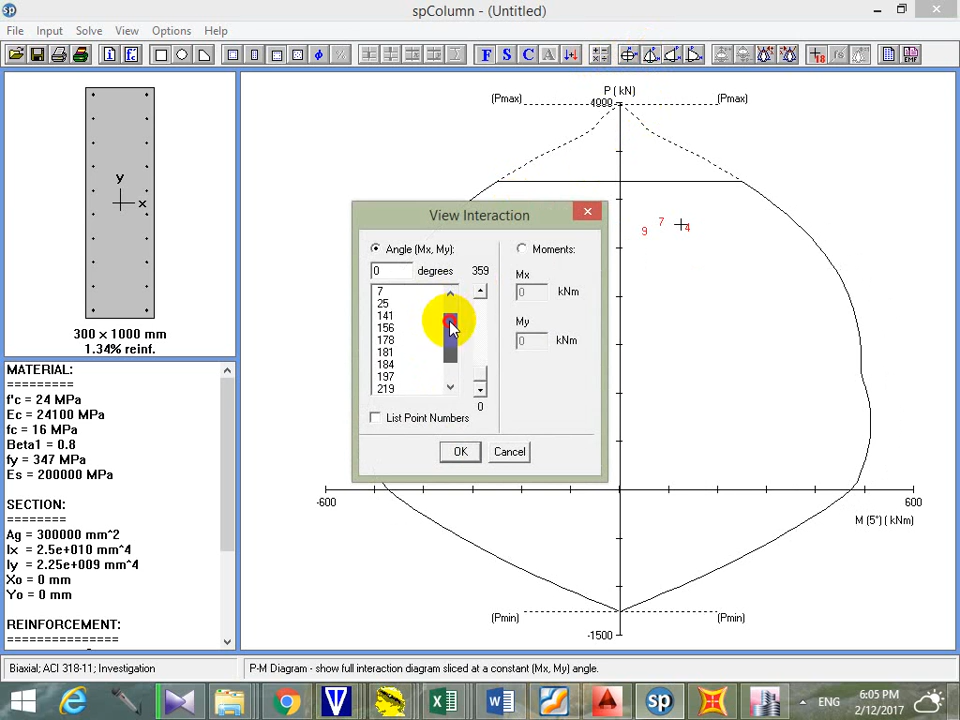 spColumn - (Untitled)
File Input Solve View Options Help
y
x
300 x 1000 mm
1.34% reinf.
MATERIAL:
=========
f'c = 24 MPa
Ec = 24100 MPa
fc = 16 MPa
Beta1 = 0.8
fy = 347 MPa
Es = 200000 MPa
SECTION:
========
Ag = 300000 mm^2
Ix = 2.5e+010 mm^4
Iy = 2.25e+009 mm^4
Xo = 0 mm
Yo = 0 mm
REINFORCEMENT:
==============
P ( kN)
(Pmax) 4000 (Pmax)
9 7 4
View Interaction
Angle (Mx, My):
0 degrees 359
7
25
141
156
178
181
184
197
219
0
List Point Numbers
Moments:
Mx
0 kNm
My
0 kNm
OK Cancel
-600 600
M (5°) ( kNm)
(Pmin) (Pmin)
-1500
Biaxial; ACI 318-11; Investigation
P-M Diagram - show full interaction diagram sliced at a constant (Mx, My) angle.
ENG
6:05 PM
2/12/2017